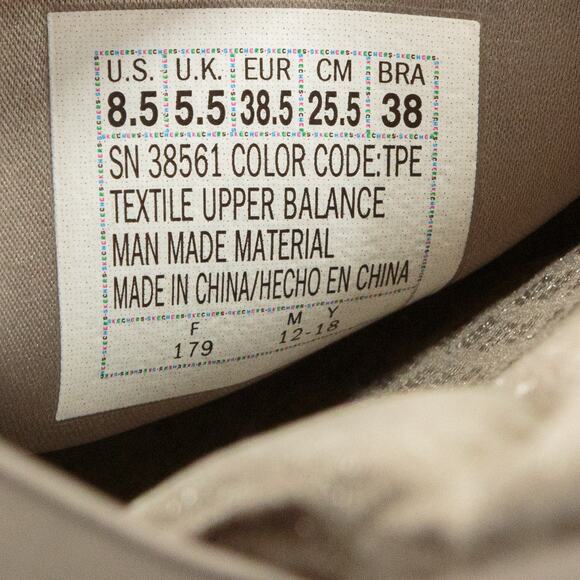 U.S. U.K. EUR CM BRA
8.5 5.5 38.5 25.5 38
SN 38561 COLOR CODE:TPE
TEXTILE UPPER BALANCE
MAN MADE MATERIAL
MADE IN CHINA/HECHO EN CHINA
F M Y
179 12-18